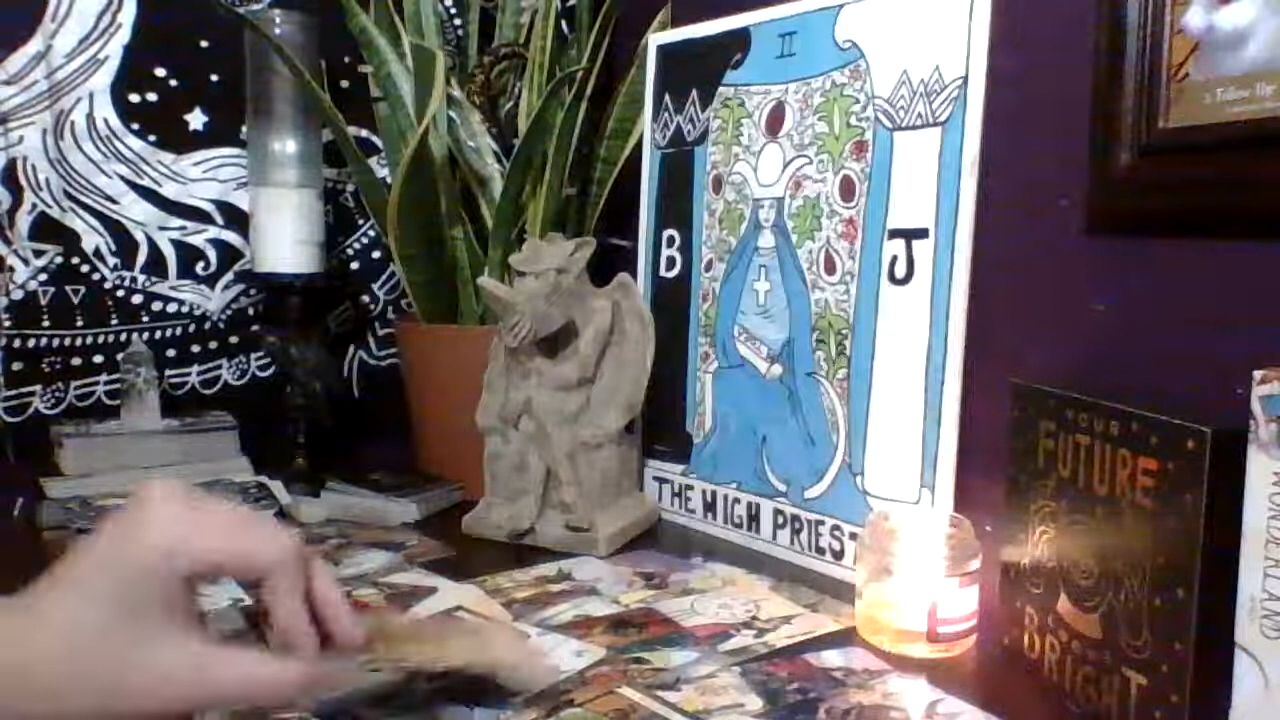 II
B
J
THE HIGH PRIEST
YOUR
FUTURE
BRIGHT
WONDERLAND